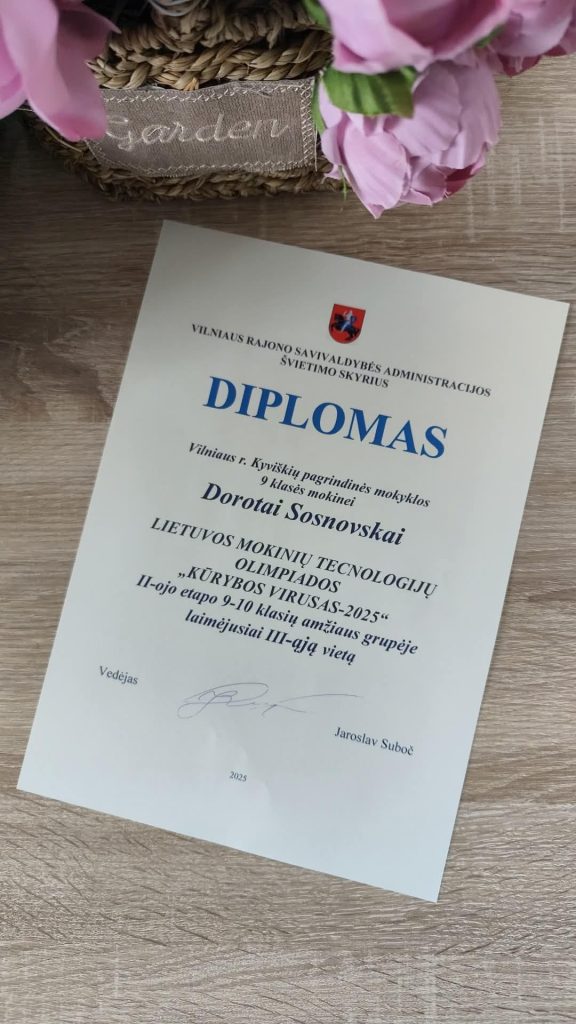 Garden
VILNIAUS RAJONO SAVIVALDYBĖS ADMINISTRACIJOS
ŠVIETIMO SKYRIUS
DIPLOMAS
Vilniaus r. Kyviškių pagrindinės mokyklos
9 klasės mokinei
Dorotai Sosnovskai
LIETUVOS MOKINIŲ TECNOLOGIJŲ
OLIMPIADOS
„KŪRYBOS VIRUSAS-2025“
II-ojo etapo 9-10 klasių amžiaus grupėje
laimėjusiai III-ąją vietą
Vedėjas
Jaroslav Suboč
2025